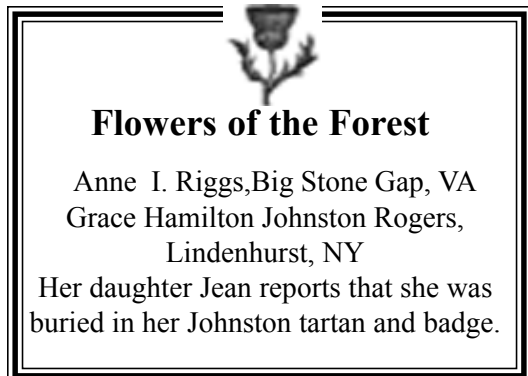 Flowers of the Forest
Anne I. Riggs,Big Stone Gap, VA
Grace Hamilton Johnston Rogers,
Lindenhurst, NY
Her daughter Jean reports that she was
buried in her Johnston tartan and badge.